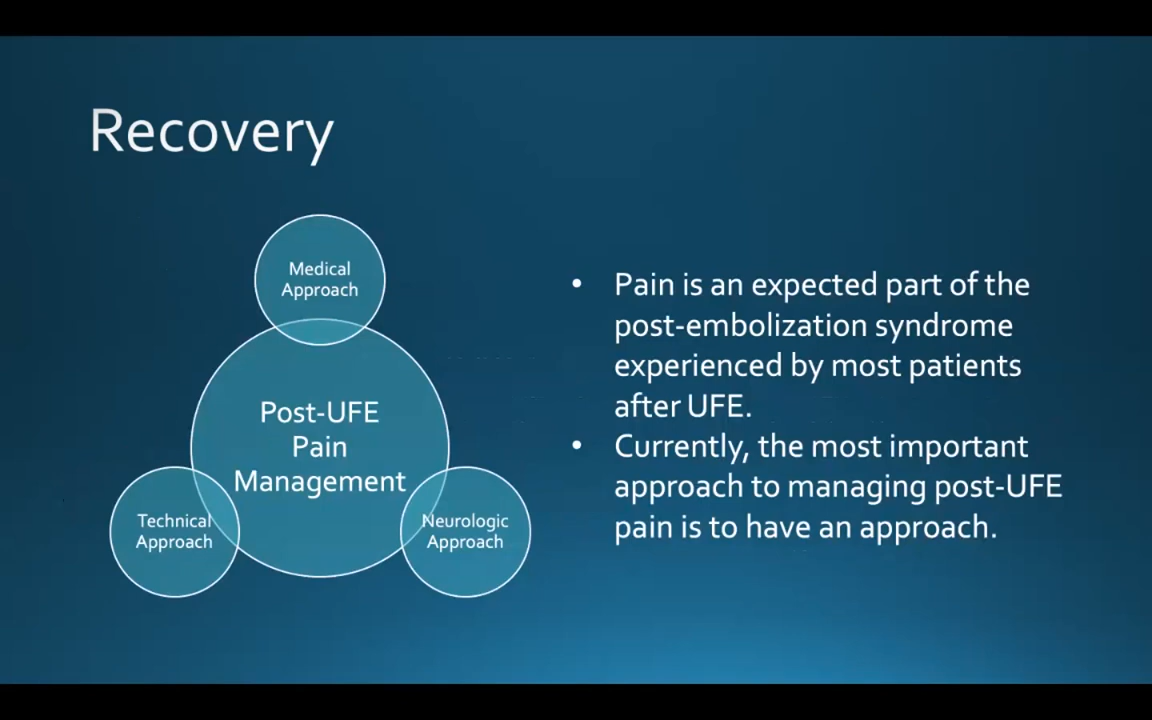 Recovery
Medical
Approach
Post-UFE
Pain
Management
Technical
Approach
Neurologic
Approach
• Pain is an expected part of the
post-embolization syndrome
experienced by most patients
after UFE.
• Currently, the most important
approach to managing post-UFE
pain is to have an approach.